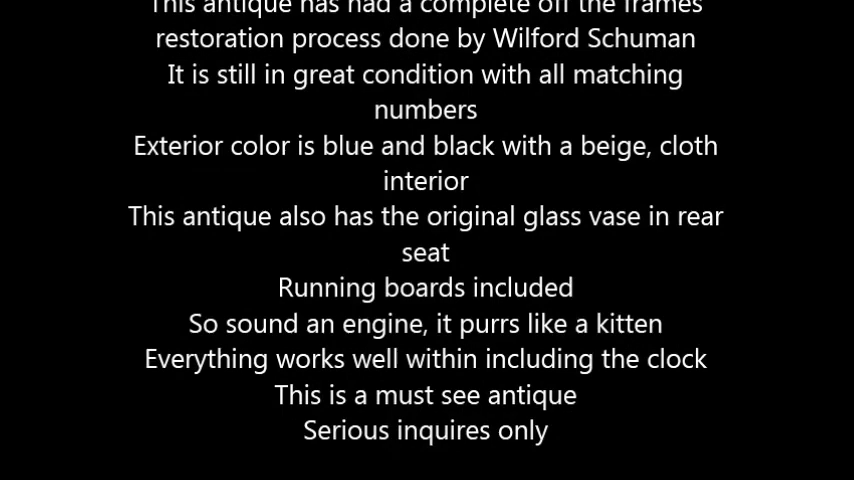 This antique has had a complete off the frames
restoration process done by Wilford Schuman
It is still in great condition with all matching
numbers
Exterior color is blue and black with a beige, cloth
interior
This antique also has the original glass vase in rear
seat
Running boards included
So sound an engine, it purrs like a kitten
Everything works well within including the clock
This is a must see antique
Serious inquires only